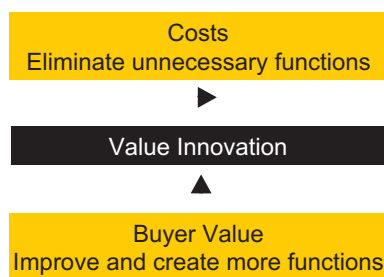 Costs
Eliminate unnecessary functions
Value Innovation
Buyer Value
Improve and create more functions